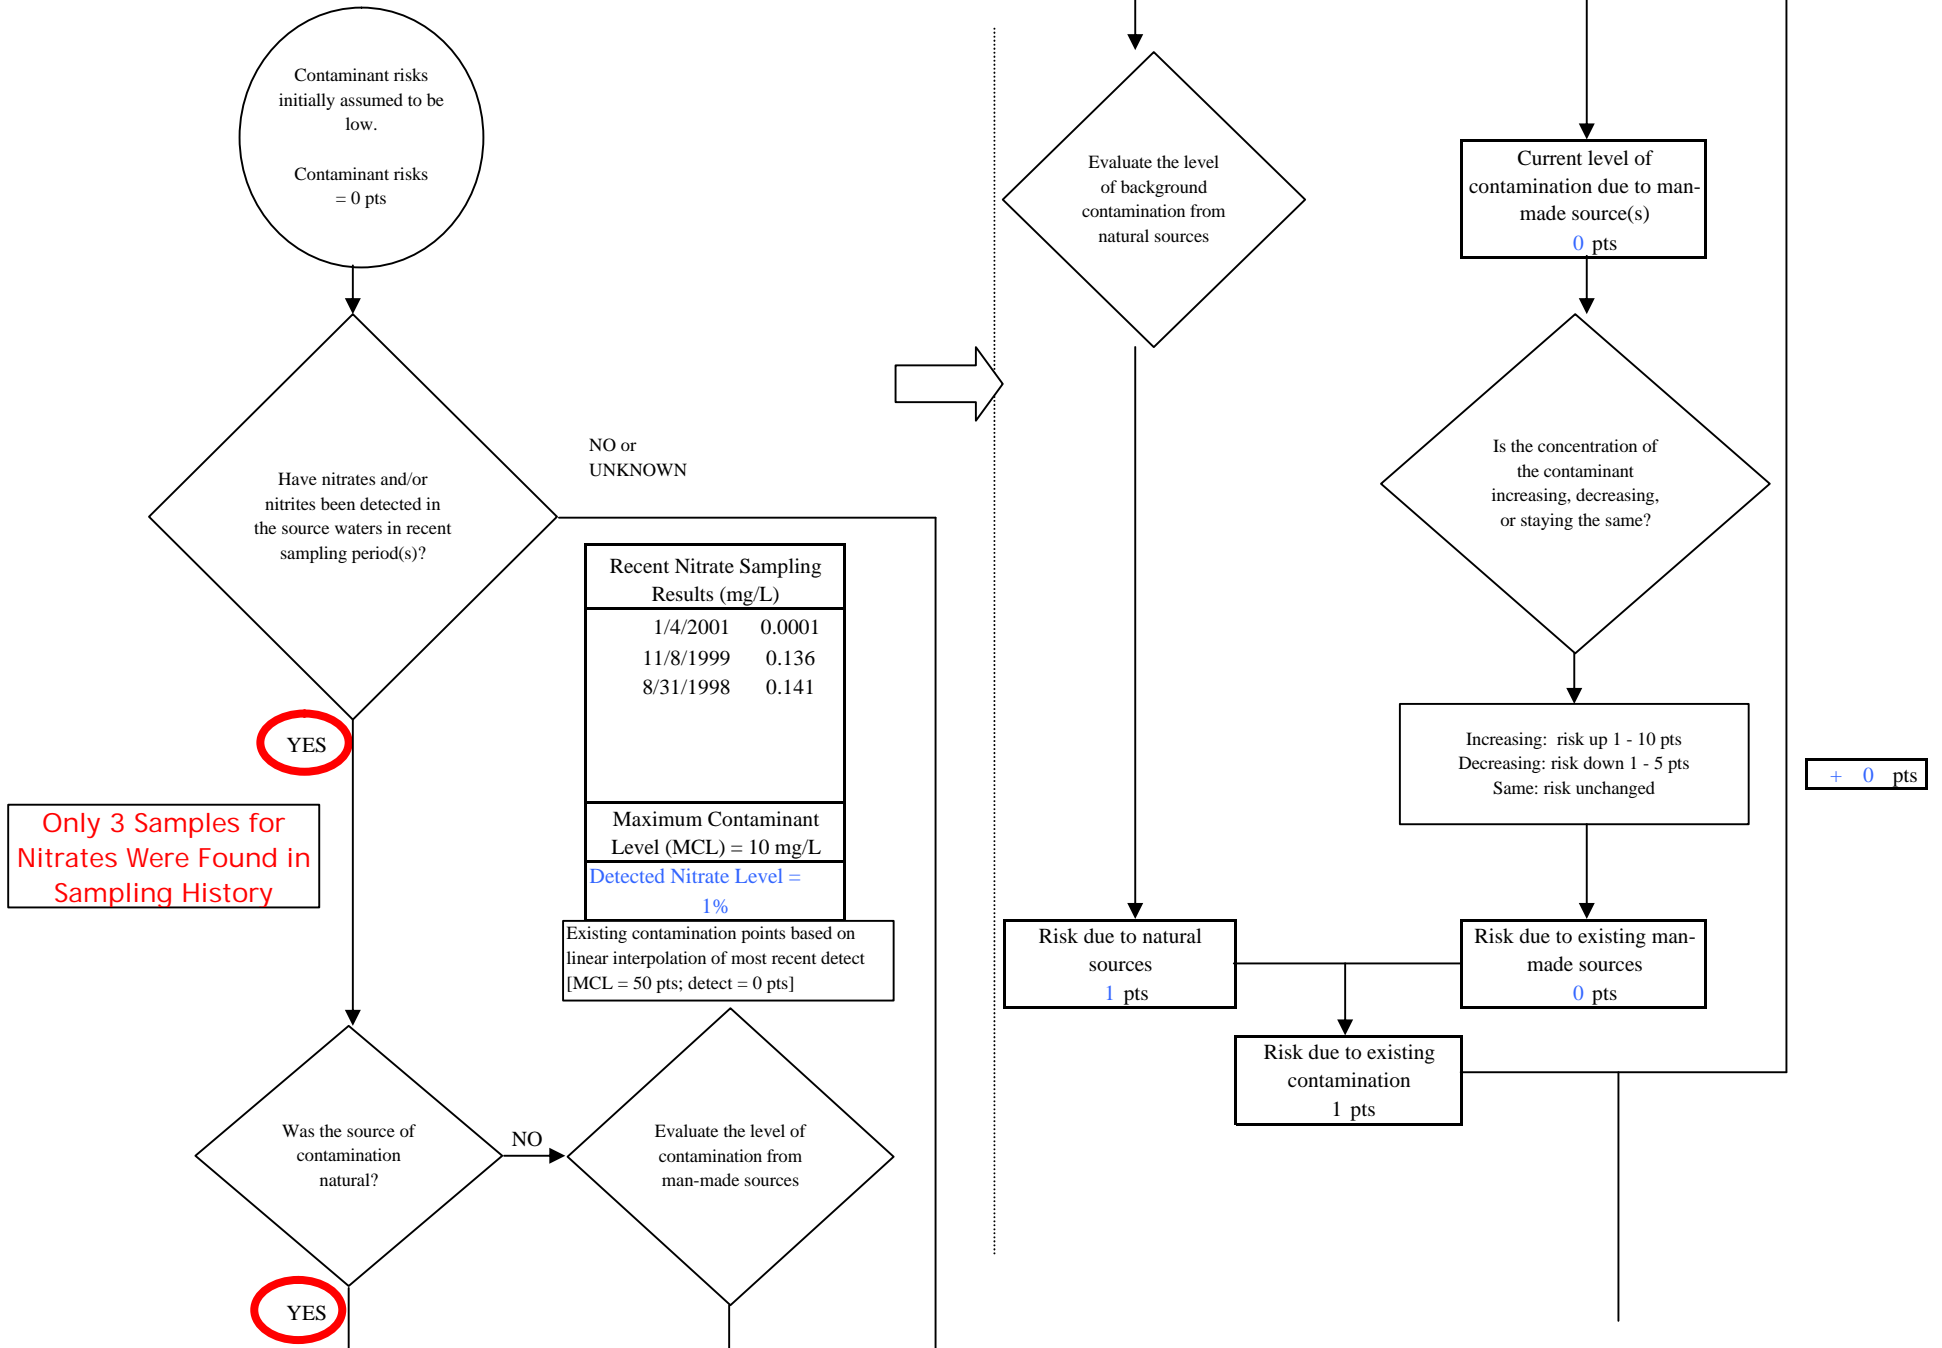 Contaminant risks
initially assumed to be
low.
Contaminant risks
= 0 pts
Have nitrates and/or
nitrites been detected in
the source waters in recent
sampling period(s)?
NO or
UNKNOWN
YES
Only 3 Samples for
Nitrates Were Found in
Sampling History
Recent Nitrate Sampling
Results (mg/L)
1/4/2001 0.0001
11/8/1999 0.136
8/31/1998 0.141
Maximum Contaminant
Level (MCL) = 10 mg/L
Detected Nitrate Level =
1%
Existing contamination points based on
linear interpolation of most recent detect
[MCL = 50 pts; detect = 0 pts]
Was the source of
contamination
natural?
NO
Evaluate the level of
contamination from
man-made sources
YES
Evaluate the level
of background
contamination from
natural sources
Current level of
contamination due to man-
made source(s)
0 pts
Is the concentration of
the contaminant
increasing, decreasing,
or staying the same?
Increasing: risk up 1 - 10 pts
Decreasing: risk down 1 - 5 pts
Same: risk unchanged
+ 0 pts
Risk due to natural
sources
1 pts
Risk due to existing man-
made sources
0 pts
Risk due to existing
contamination
1 pts